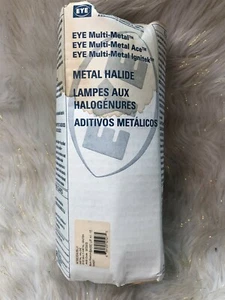 EYE
EYE Multi-Metal™
EYE Multi-Metal Ace™
EYE Multi-Metal Ignitek™
METAL HALIDE
LAMPES AUX
HALOGÉNURES
ADITIVOS METÁLICOS
EYE